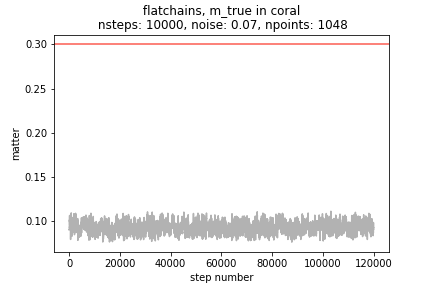 flatchains, m_true in coral
nsteps: 10000, noise: 0.07, npoints: 1048
0.30
0.25
0.20
0.15
0.10
matter
0 20000 40000 60000 80000 100000 120000
step number